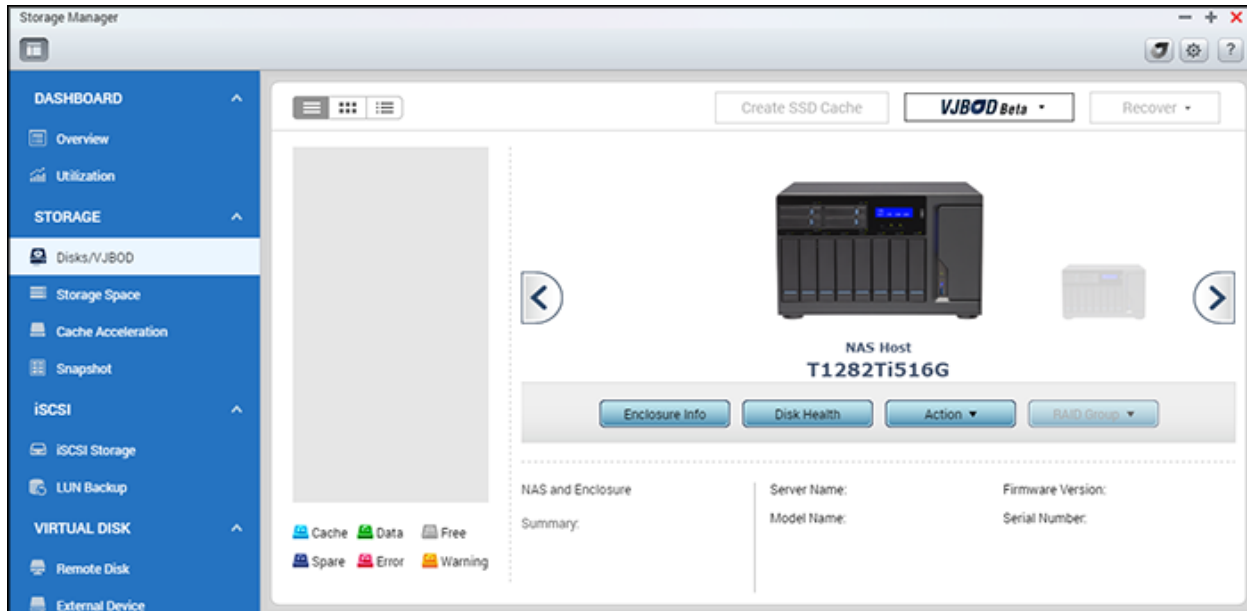 Storage Manager
DASHBOARD
Overview
Utilization
STORAGE
Disks/VJBOD
Storage Space
Cache Acceleration
Snapshot
iSCSI
iSCSI Storage
LUN Backup
VIRTUAL DISK
Remote Disk
External Device
Create SSD Cache
VJBOD Beta
Recover
NAS Host
T1282Ti516G
Enclosure Info Disk Health Action RAID Group
Cache Data Free
Spare Error Warning
NAS and Enclosure
Summary:
Server Name:
Model Name:
Firmware Version:
Serial Number: